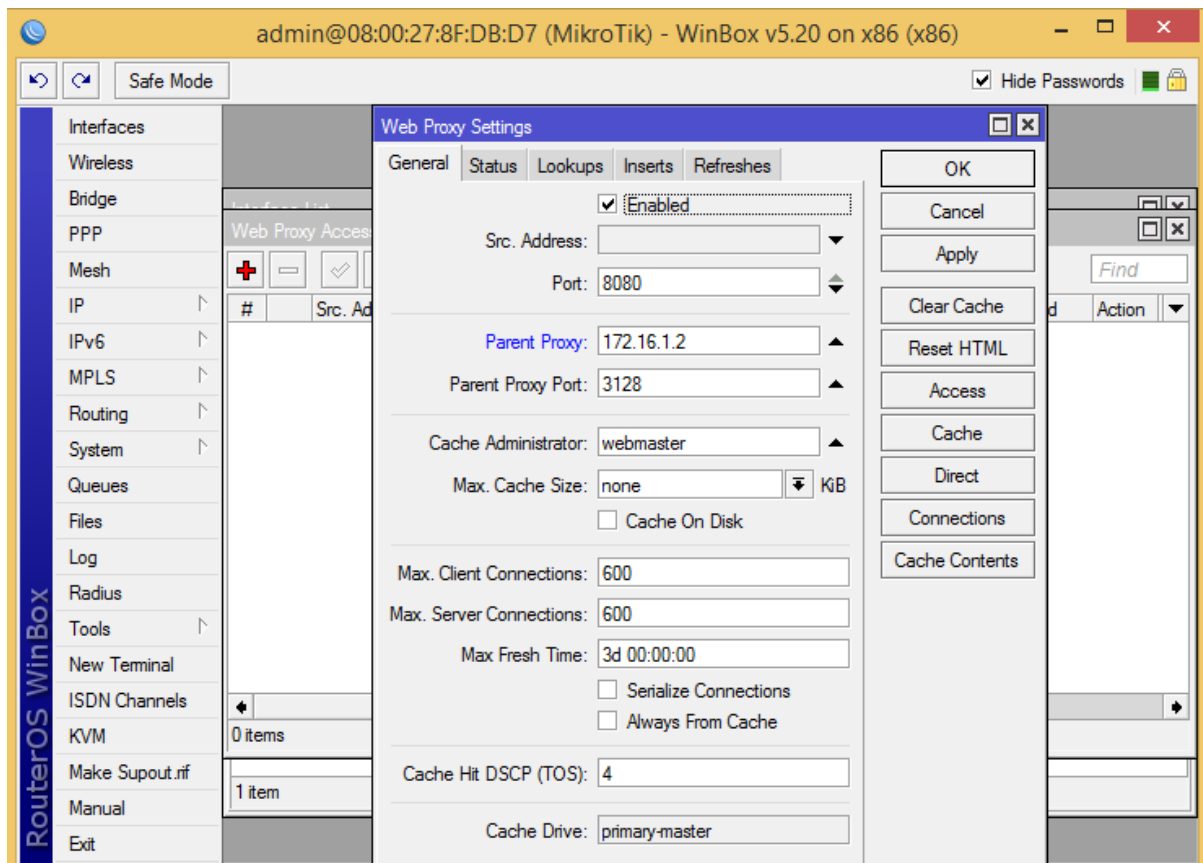 admin@08:00:27:8F:DB:D7 (MikroTik) - WinBox v5.20 on x86 (x86)
Safe Mode
Hide Passwords
RouterOS WinBox
Interfaces
Wireless
Bridge
PPP
Mesh
IP
IPv6
MPLS
Routing
System
Queues
Files
Log
Radius
Tools
New Terminal
ISDN Channels
KVM
Make Supout.rif
Manual
Exit
Interface List
Web Proxy Acces
Find
# Src. Ad
d Action
0 items
1 item
Web Proxy Settings
General Status Lookups Inserts Refreshes
Enabled
Src. Address:
Port: 8080
Parent Proxy: 172.16.1.2
Parent Proxy Port: 3128
Cache Administrator: webmaster
Max. Cache Size: none KiB
Cache On Disk
Max. Client Connections: 600
Max. Server Connections: 600
Max Fresh Time: 3d 00:00:00
Serialize Connections
Always From Cache
Cache Hit DSCP (TOS): 4
Cache Drive: primary-master
OK
Cancel
Apply
Clear Cache
Reset HTML
Access
Cache
Direct
Connections
Cache Contents